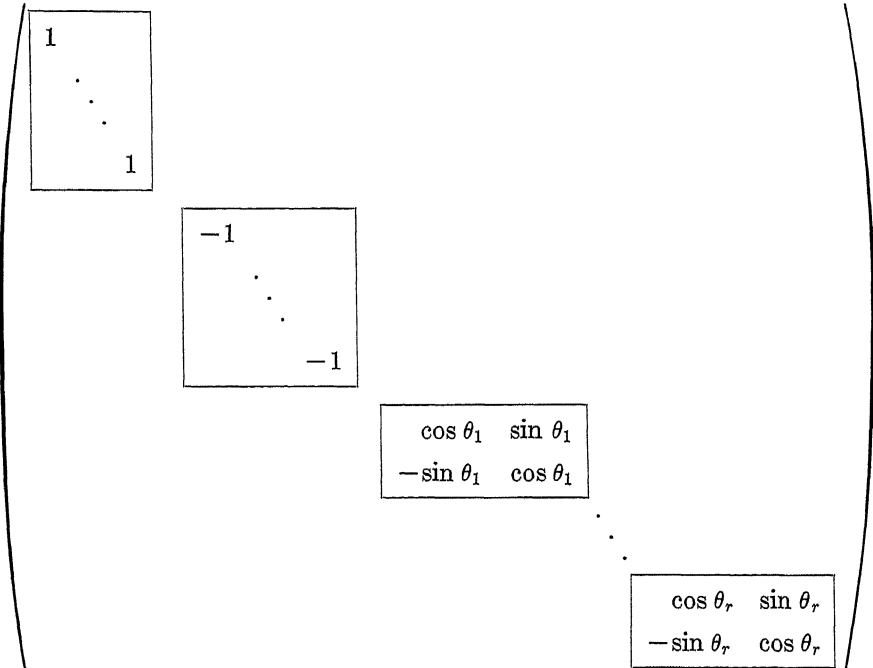 1
1
−1
−1
cos θ₁ sin θ₁
−sin θ₁ cos θ₁
cos θᵣ sin θᵣ
−sin θᵣ cos θᵣ